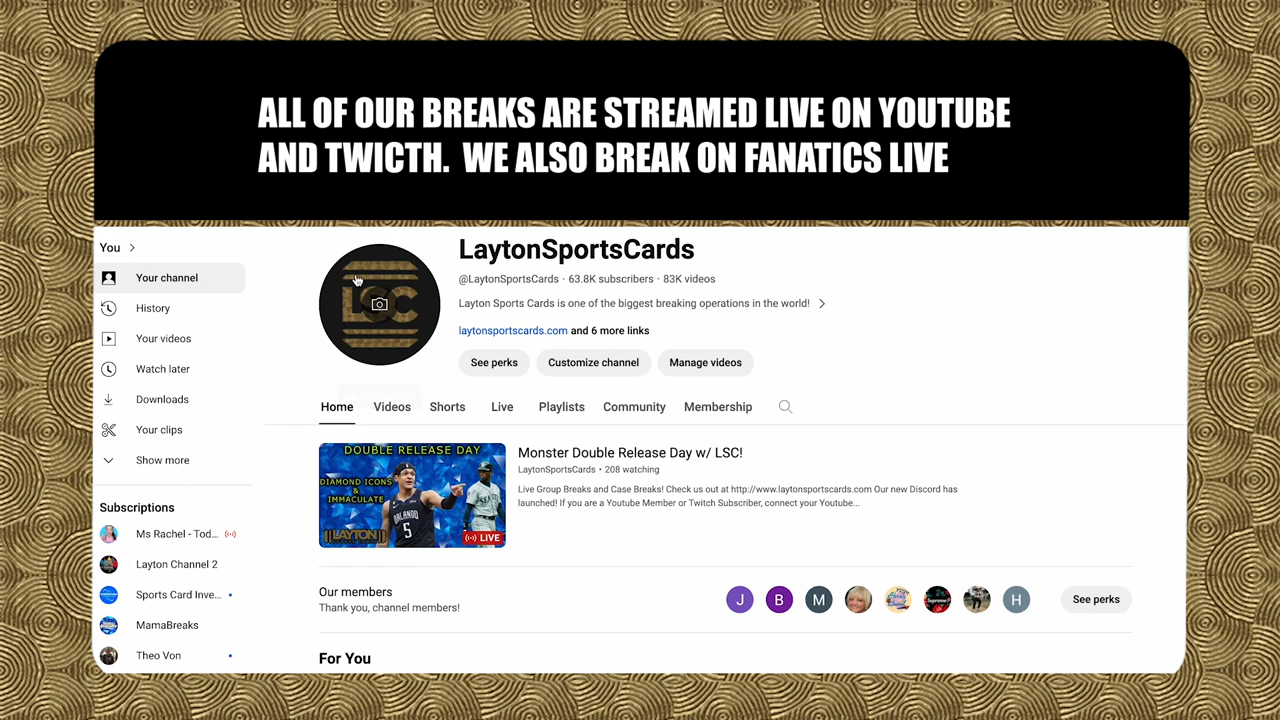 ALL OF OUR BREAKS ARE STREAMED LIVE ON YOUTUBE
AND TWICTH. WE ALSO BREAK ON FANATICS LIVE
You
Your channel
History
Your videos
Watch later
Downloads
Your clips
Show more
Subscriptions
Ms Rachel - Tod...
Layton Channel 2
Sports Card Inve...
MamaBreaks
Theo Von
LSC
LaytonSportsCards
@LaytonSportsCards · 63.8K subscribers · 83K videos
Layton Sports Cards is one of the biggest breaking operations in the world!
laytonsportscards.com and 6 more links
See perks
Customize channel
Manage videos
Home
Videos
Shorts
Live
Playlists
Community
Membership
DOUBLE RELEASE DAY
DIAMOND ICONS
&
IMMACULATE
ORLANDO
5
SEATTLE
LAYTON
LIVE
Monster Double Release Day w/ LSC!
LaytonSportsCards • 208 watching
Live Group Breaks and Case Breaks! Check us out at http://www.laytonsportscards.com Our new Discord has
launched! If you are a Youtube Member or Twitch Subscriber, connect your Youtube...
Our members
Thank you, channel members!
J
B
M
Supreme
H
See perks
For You